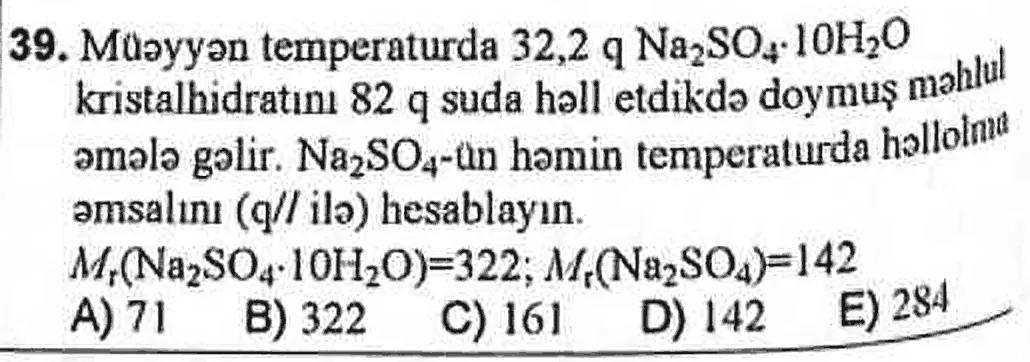 39. Müəyyən temperaturda 32,2 q Na₂SO₄·10H₂O
kristalhidratını 82 q suda həll etdikdə doymuş məhlul
əmələ gəlir. Na₂SO₄-ün həmin temperaturda həllolma
əmsalını (q/l ilə) hesablayın.
Mᵣ(Na₂SO₄·10H₂O)=322; Mᵣ(Na₂SO₄)=142
A) 71 B) 322 C) 161 D) 142 E) 284